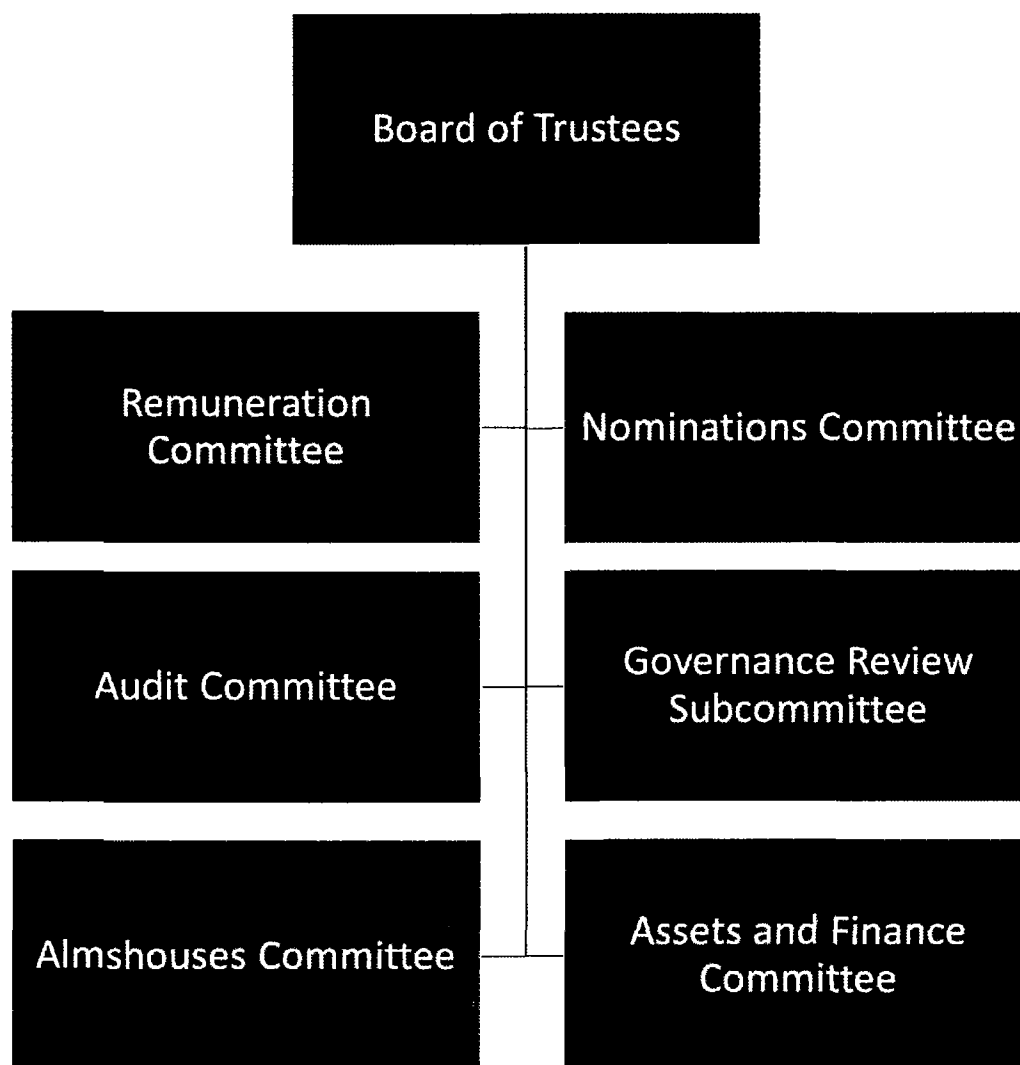 Board of Trustees
Remuneration
Committee
Nominations Committee
Audit Committee
Governance Review
Subcommittee
Almshouses Committee
Assets and Finance
Committee